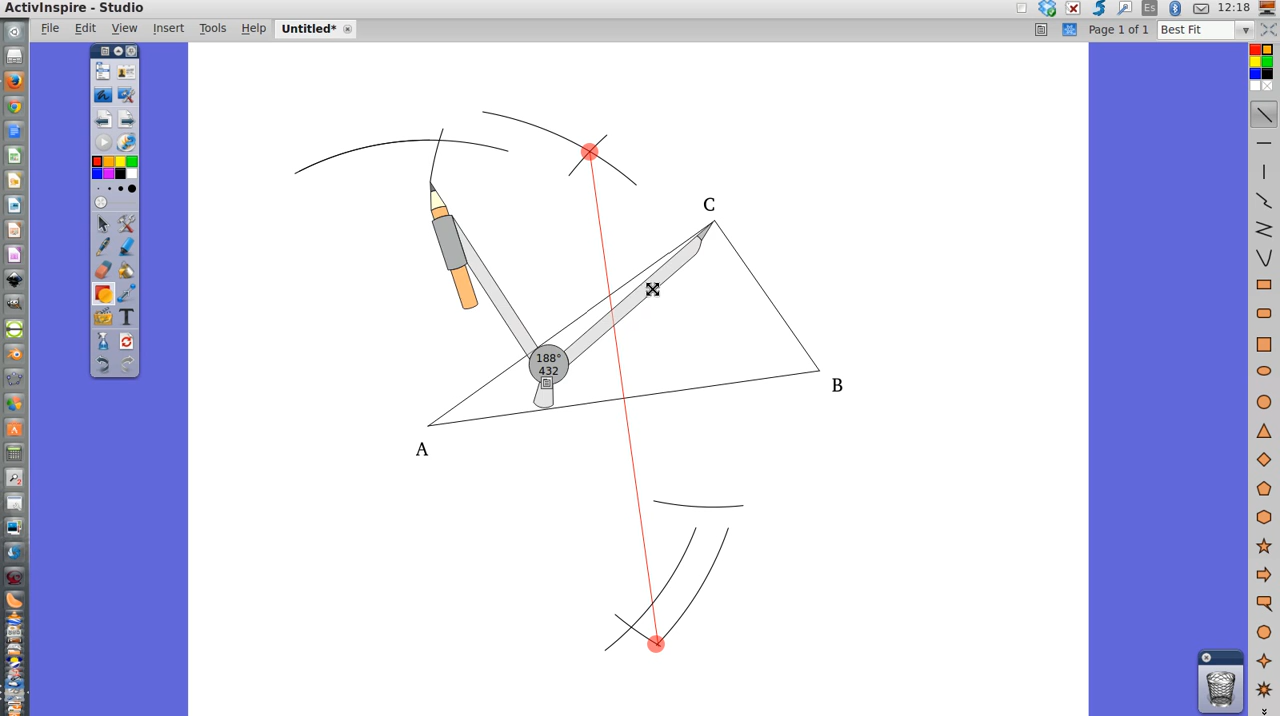 ActivInspire - Studio
Es
12:18
File Edit View Insert Tools Help Untitled*
Page 1 of 1 Best Fit
T
C
188°
432
B
A